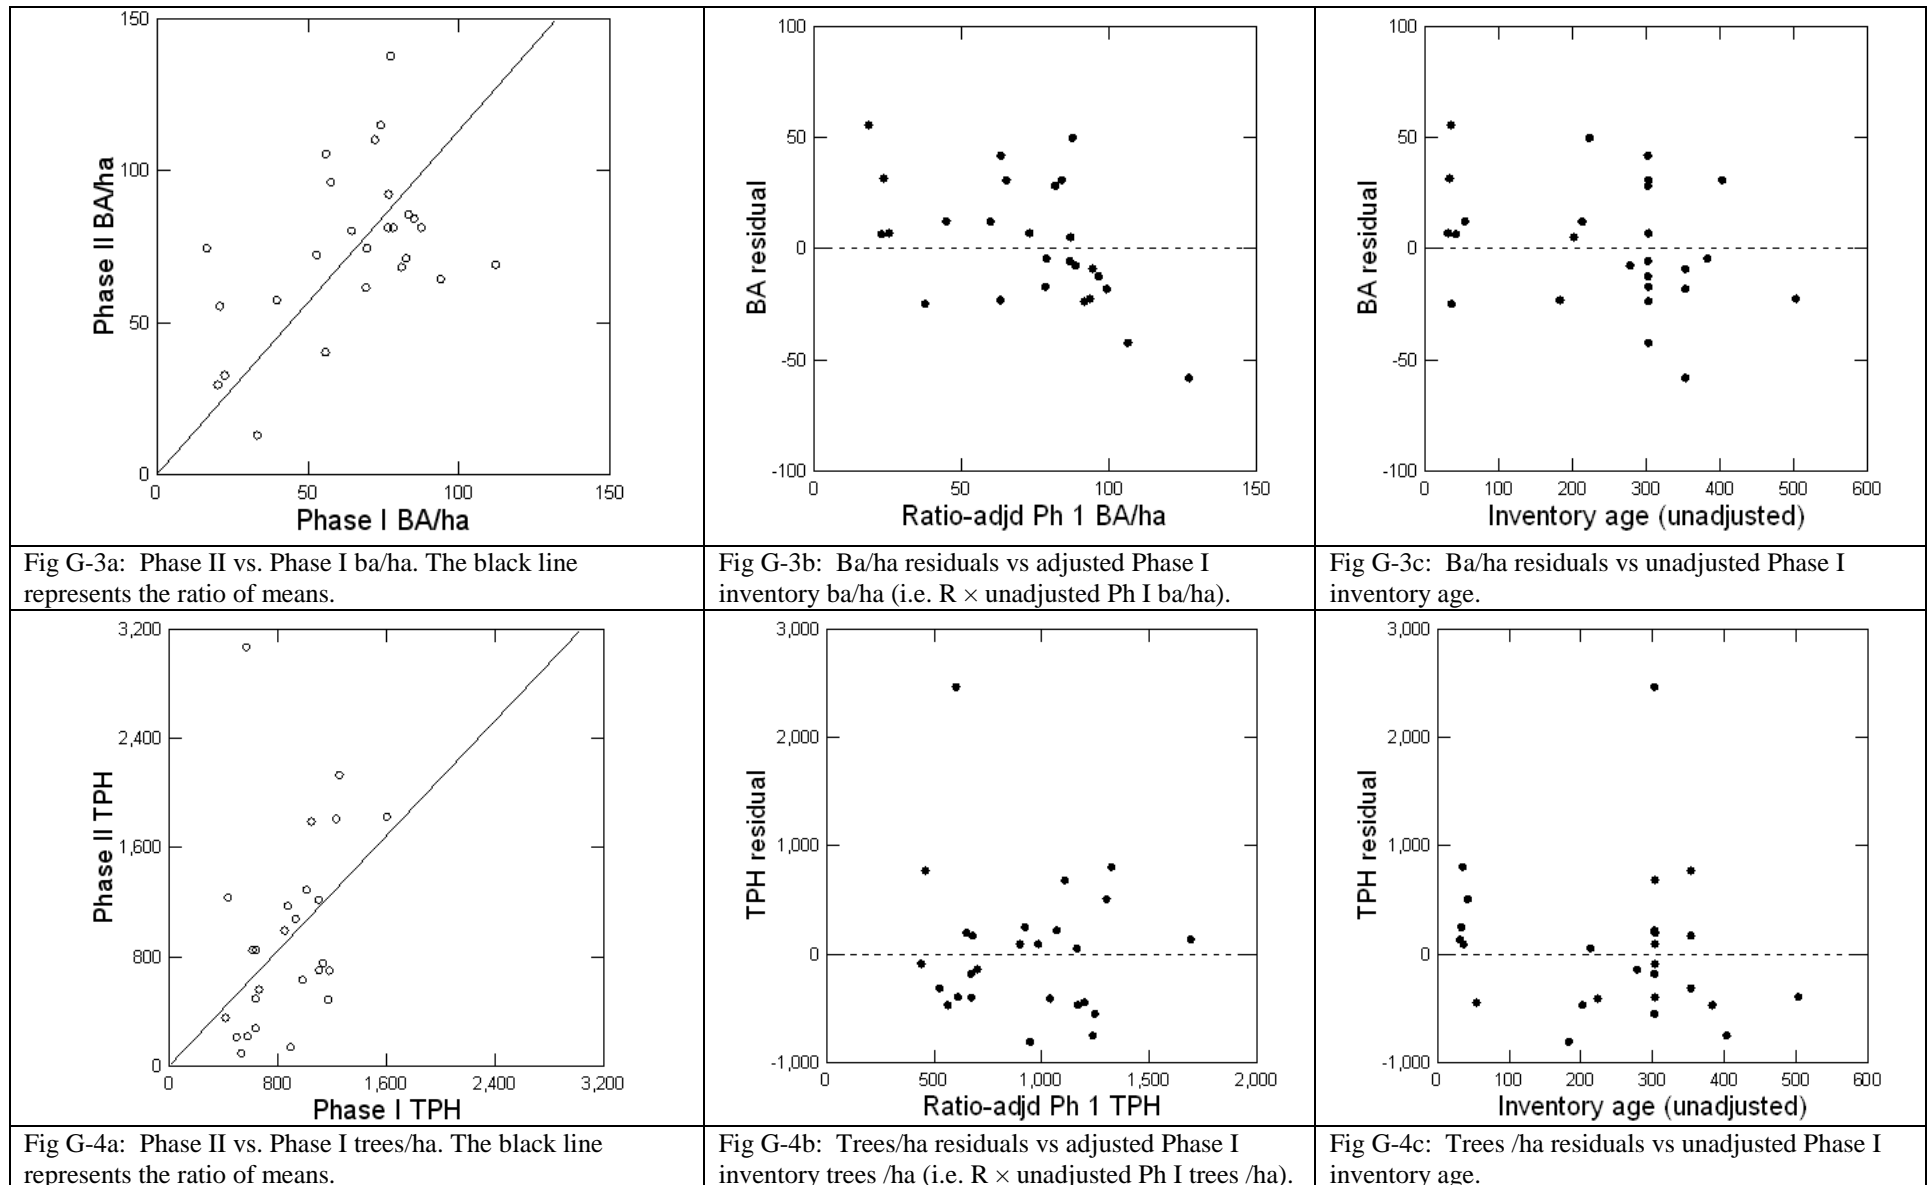 150
100
50
0
0
50
100
150
Phase II BA/ha
Phase I BA/ha
100
50
0
-50
-100
0
50
100
150
BA residual
Ratio-adjd Ph 1 BA/ha
100
50
0
-50
-100
0
100
200
300
400
500
600
BA residual
Inventory age (unadjusted)
Fig G-3a: Phase II vs. Phase I ba/ha. The black line
represents the ratio of means.
Fig G-3b: Ba/ha residuals vs adjusted Phase I
inventory ba/ha (i.e. R × unadjusted Ph I ba/ha).
Fig G-3c: Ba/ha residuals vs unadjusted Phase I
inventory age.
3,200
2,400
1,600
800
0
0
800
1,600
2,400
3,200
Phase II TPH
Phase I TPH
3,000
2,000
1,000
0
-1,000
0
500
1,000
1,500
2,000
TPH residual
Ratio-adjd Ph 1 TPH
3,000
2,000
1,000
0
-1,000
0
100
200
300
400
500
600
TPH residual
Inventory age (unadjusted)
Fig G-4a: Phase II vs. Phase I trees/ha. The black line
represents the ratio of means.
Fig G-4b: Trees/ha residuals vs adjusted Phase I
inventory trees /ha (i.e. R × unadjusted Ph I trees /ha).
Fig G-4c: Trees /ha residuals vs unadjusted Phase I
inventory age.